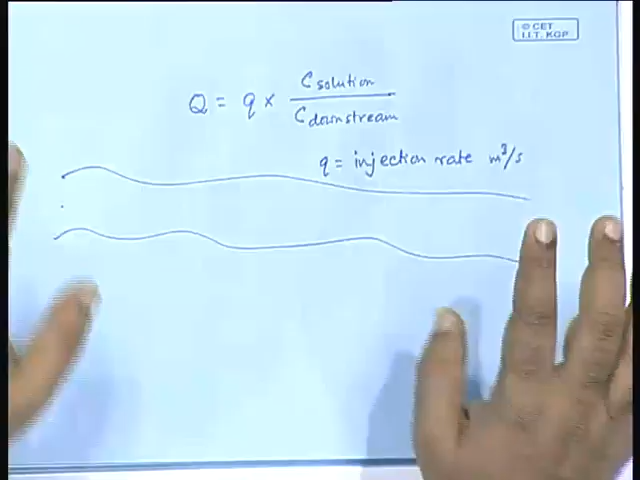 © CET
I.I.T. KGP
Q = q × C solution / C downstream
q = injection rate m³/s